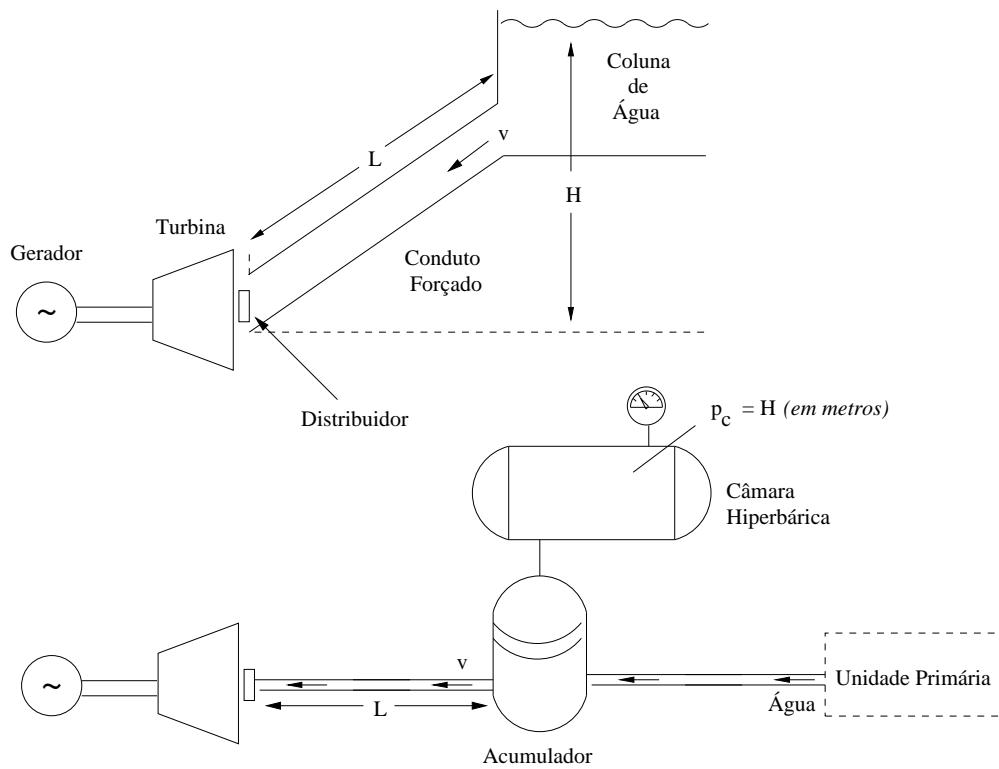 Coluna
de
Água
v
L
H
Turbina
Gerador
Conduto
Forçado
~
Distribuidor
p_c = H (em metros)
Câmara
Hiperbárica
v
~
L
Unidade Primária
Água
Acumulador